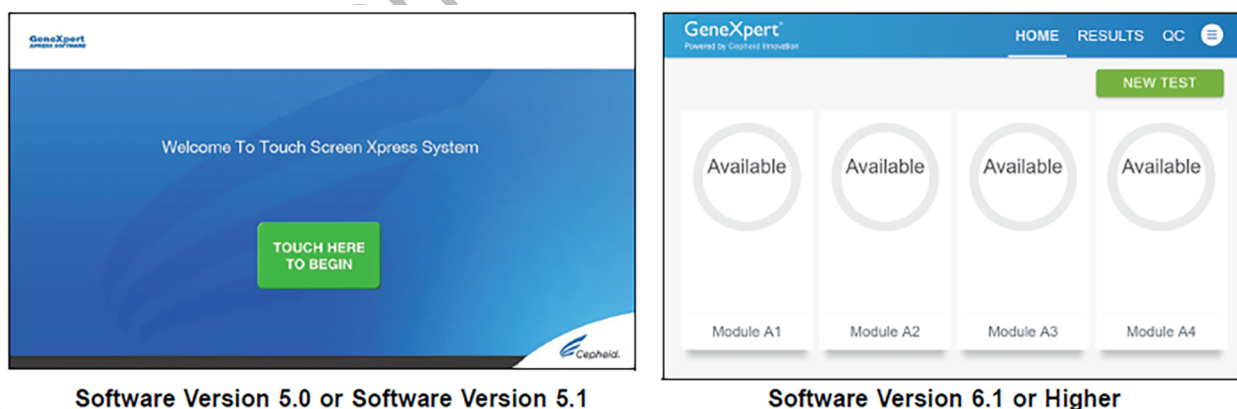 GeneXpert
XPRESS SOFTWARE
Welcome To Touch Screen Xpress System
TOUCH HERE
TO BEGIN
Cepheid.
Software Version 5.0 or Software Version 5.1
GeneXpert®
Powered by Cepheid Innovation
HOME RESULTS QC
NEW TEST
Available Available Available Available
Module A1 Module A2 Module A3 Module A4
Software Version 6.1 or Higher